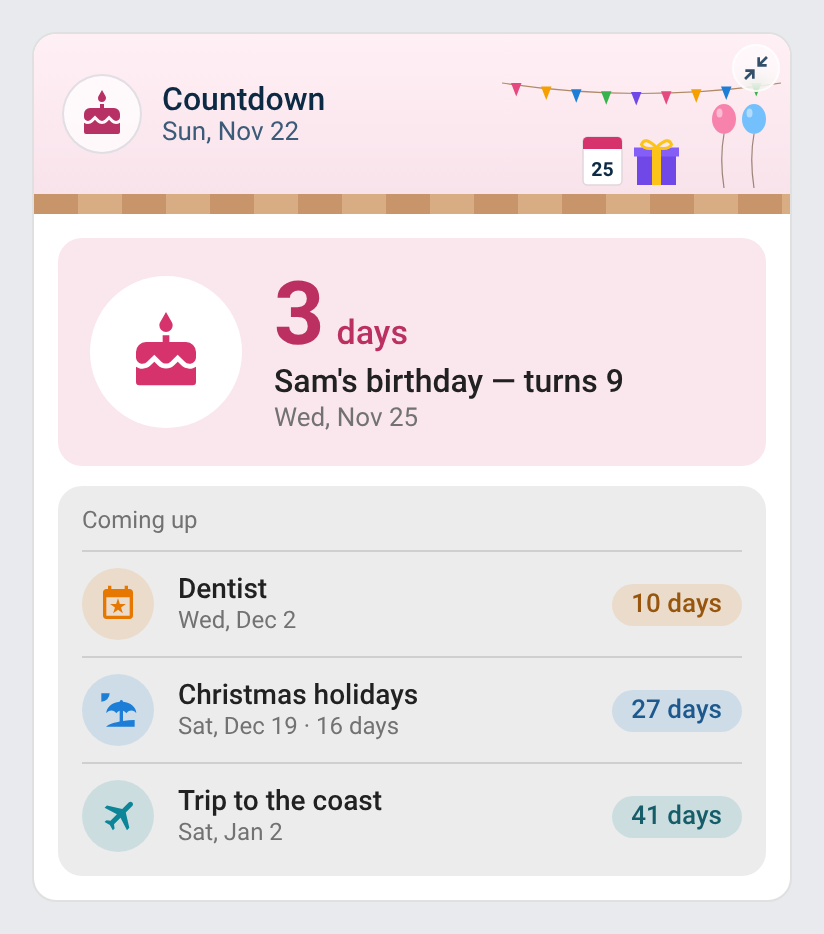 Countdown
Sun, Nov 22
25
3 days
Sam's birthday — turns 9
Wed, Nov 25
Coming up
Dentist
Wed, Dec 2
10 days
Christmas holidays
Sat, Dec 19 · 16 days
27 days
Trip to the coast
Sat, Jan 2
41 days